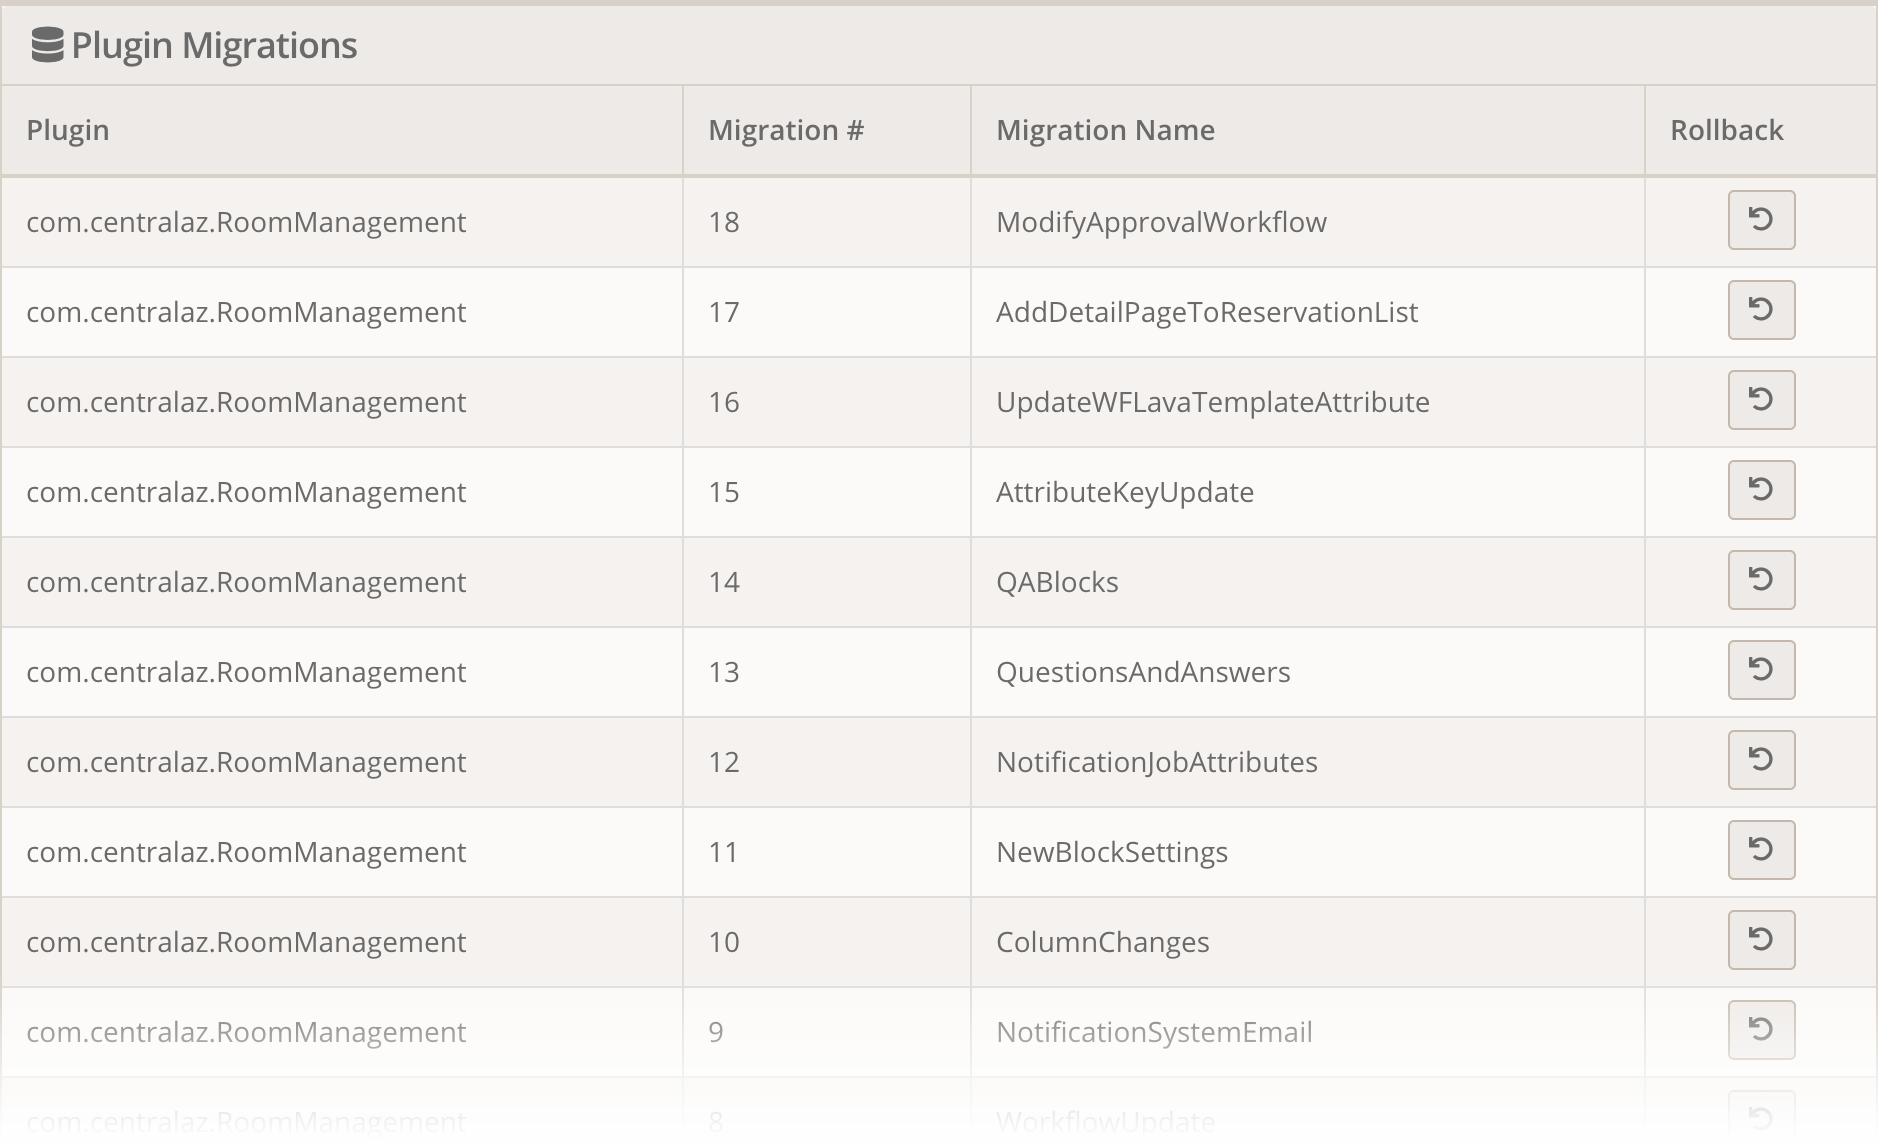 Plugin Migrations
Plugin Migration # Migration Name Rollback
com.centralaz.RoomManagement 18 ModifyApprovalWorkflow
com.centralaz.RoomManagement 17 AddDetailPageToReservationList
com.centralaz.RoomManagement 16 UpdateWFLavaTemplateAttribute
com.centralaz.RoomManagement 15 AttributeKeyUpdate
com.centralaz.RoomManagement 14 QABlocks
com.centralaz.RoomManagement 13 QuestionsAndAnswers
com.centralaz.RoomManagement 12 NotificationJobAttributes
com.centralaz.RoomManagement 11 NewBlockSettings
com.centralaz.RoomManagement 10 ColumnChanges
com.centralaz.RoomManagement 9 NotificationSystemEmail
com.centralaz.RoomManagement 8 WorkflowUpdate